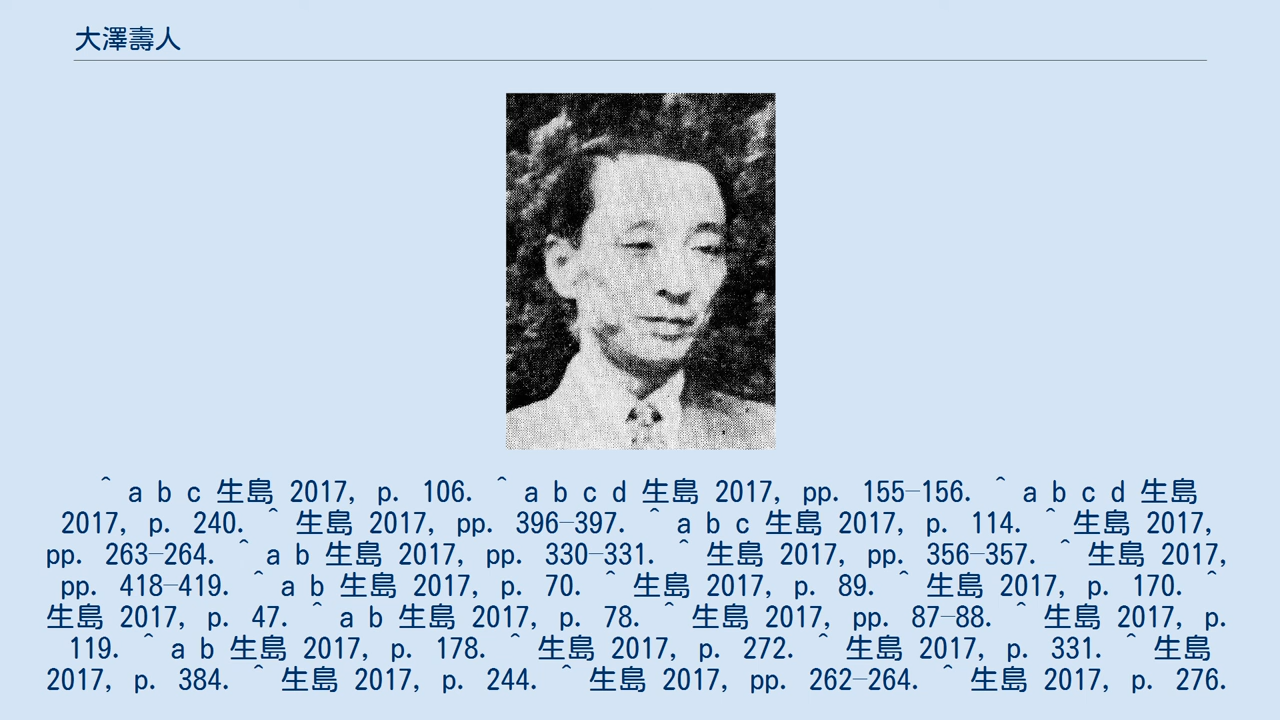 大澤壽人
^ a b c 生島 2017, p. 106. ^ a b c d 生島 2017, pp. 155–156. ^ a b c d 生島
2017, p. 240. ^ 生島 2017, pp. 396–397. ^ a b c 生島 2017, p. 114. ^ 生島 2017,
pp. 263–264. ^ a b 生島 2017, pp. 330–331. ^ 生島 2017, pp. 356–357. ^ 生島 2017,
pp. 418–419. ^ a b 生島 2017, p. 70. ^ 生島 2017, p. 89. ^ 生島 2017, p. 170. ^
生島 2017, p. 47. ^ a b 生島 2017, p. 78. ^ 生島 2017, pp. 87–88. ^ 生島 2017, p.
119. ^ a b 生島 2017, p. 178. ^ 生島 2017, p. 272. ^ 生島 2017, p. 331. ^ 生島
2017, p. 384. ^ 生島 2017, p. 244. ^ 生島 2017, pp. 262–264. ^ 生島 2017, p. 276.